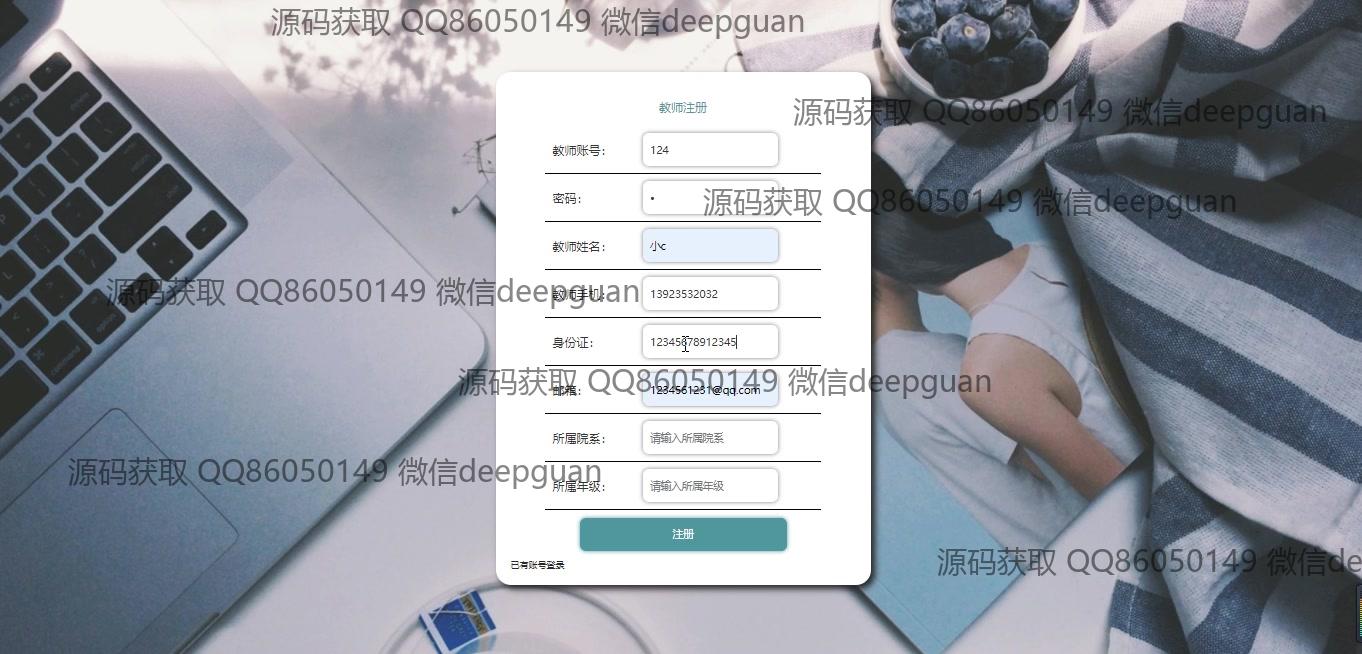 源码获取 QQ86050149 微信deepguan
教师注册
源码获取 QQ86050149 微信deepguan
教师账号： 124
密码： •
源码获取 QQ86050149 微信deepguan
教师姓名： 小c
教师手机： 13923532032
源码获取 QQ86050149 微信deepguan
身份证： 12345678912345
源码获取 QQ86050149 微信deepguan
邮箱： 1234561231@qq.com
所属院系： 请输入所属院系
源码获取 QQ86050149 微信deepguan
所属年级： 请输入所属年级
注册
已有账号登录
源码获取 QQ86050149 微信de
command
option